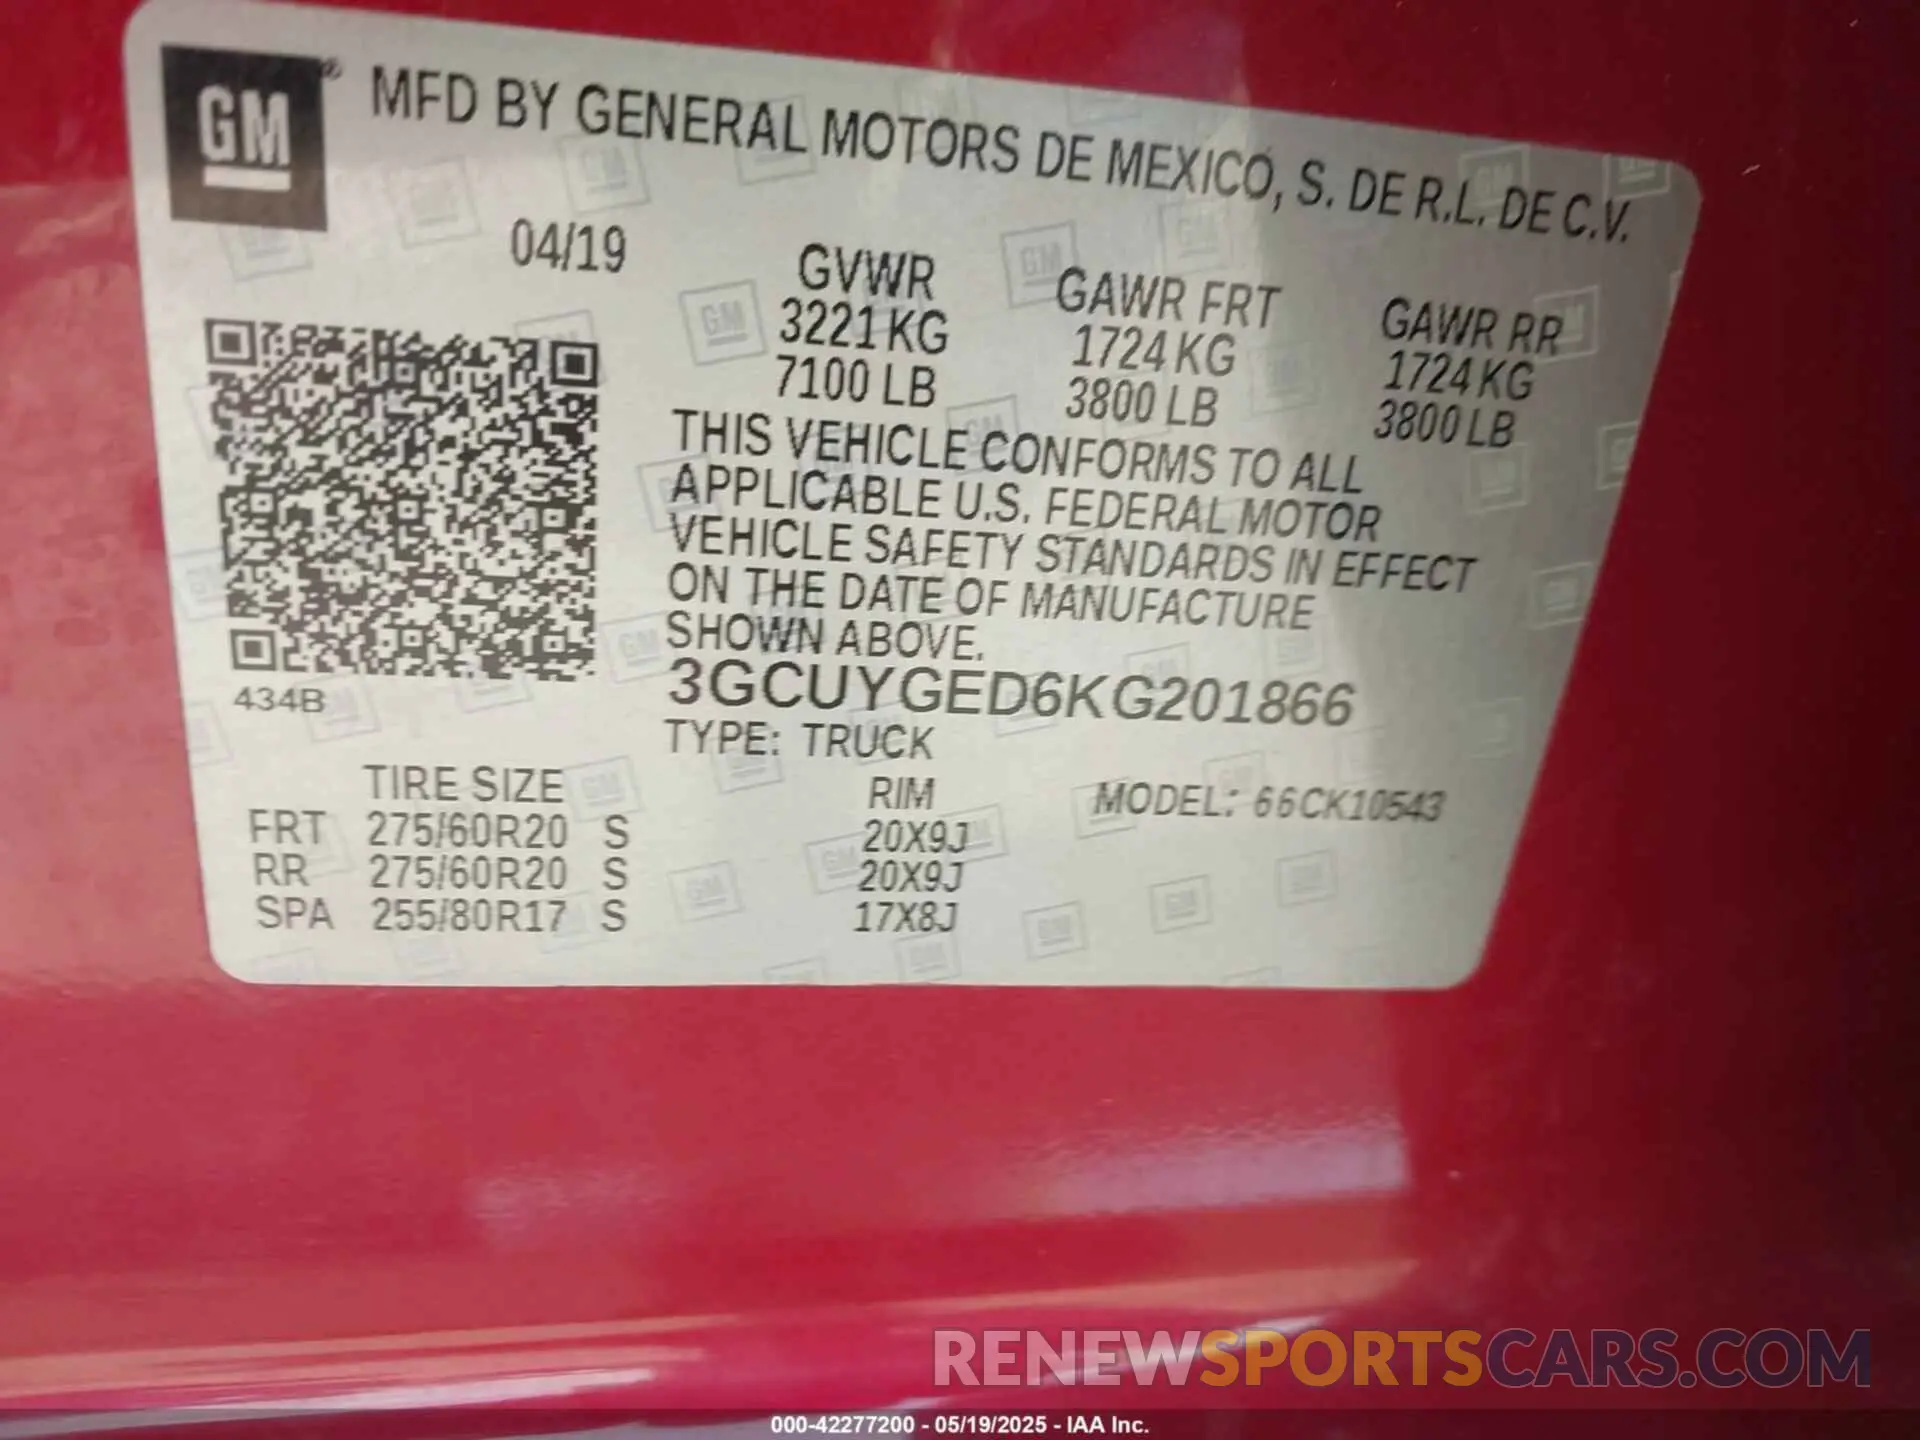 GM
MFD BY GENERAL MOTORS DE MEXICO, S. DE R.L. DE C.V.
04/19
GVWR
3221 KG
7100 LB
GAWR FRT
1724 KG
3800 LB
GAWR RR
1724 KG
3800 LB
THIS VEHICLE CONFORMS TO ALL
APPLICABLE U.S. FEDERAL MOTOR
VEHICLE SAFETY STANDARDS IN EFFECT
ON THE DATE OF MANUFACTURE
SHOWN ABOVE.
3GCUYGED6KG201866
434B
TYPE: TRUCK
TIRE SIZE RIM MODEL: 66CK10543
FRT 275/60R20 S 20X9J
RR 275/60R20 S 20X9J
SPA 255/80R17 S 17X8J
RENEWSPORTSCARS.COM
000-42277200 - 05/19/2025 - IAA Inc.